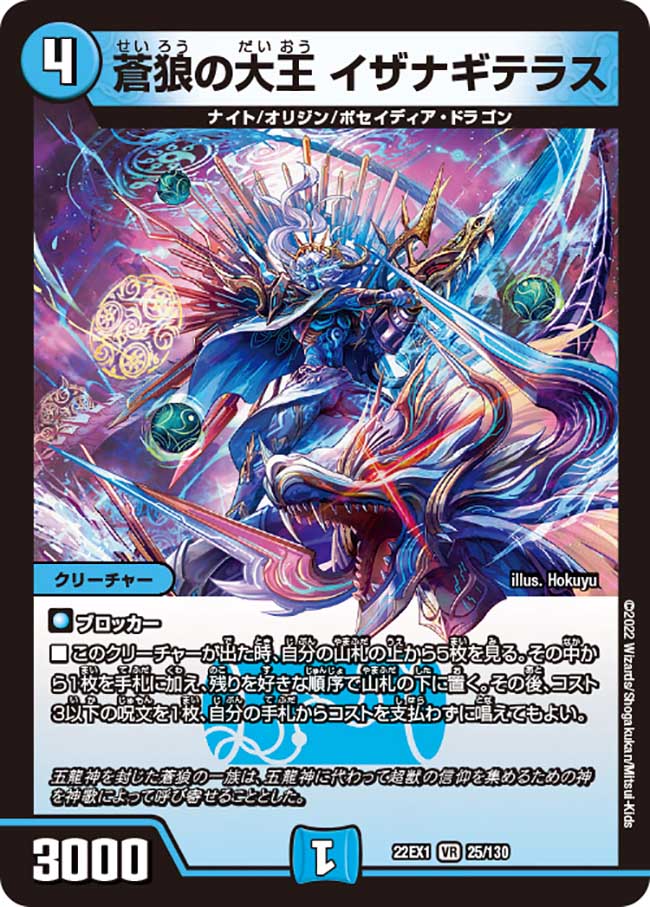 4
せいろう だいおう
蒼狼の大王 イザナギテラス
ナイト/オリジン/ポセイディア・ドラゴン
クリーチャー
illus. Hokuyu
ブロッカー
■このクリーチャーが出た時、自分の山札の上から5枚を見る。その中か
ら1枚を手札に加え、残りを好きな順序で山札の下に置く。その後、コスト
3以下の呪文を1枚、自分の手札からコストを支払わずに唱えてもよい。
五龍神を封じた蒼狼の一族は、五龍神に代わって超獣の信仰を集めるための神
を神歌によって呼び寄せることとした。
©2022 Wizards/Shogakukan/Mitsui-Kids
3000
1
22EX1 VR 25/130